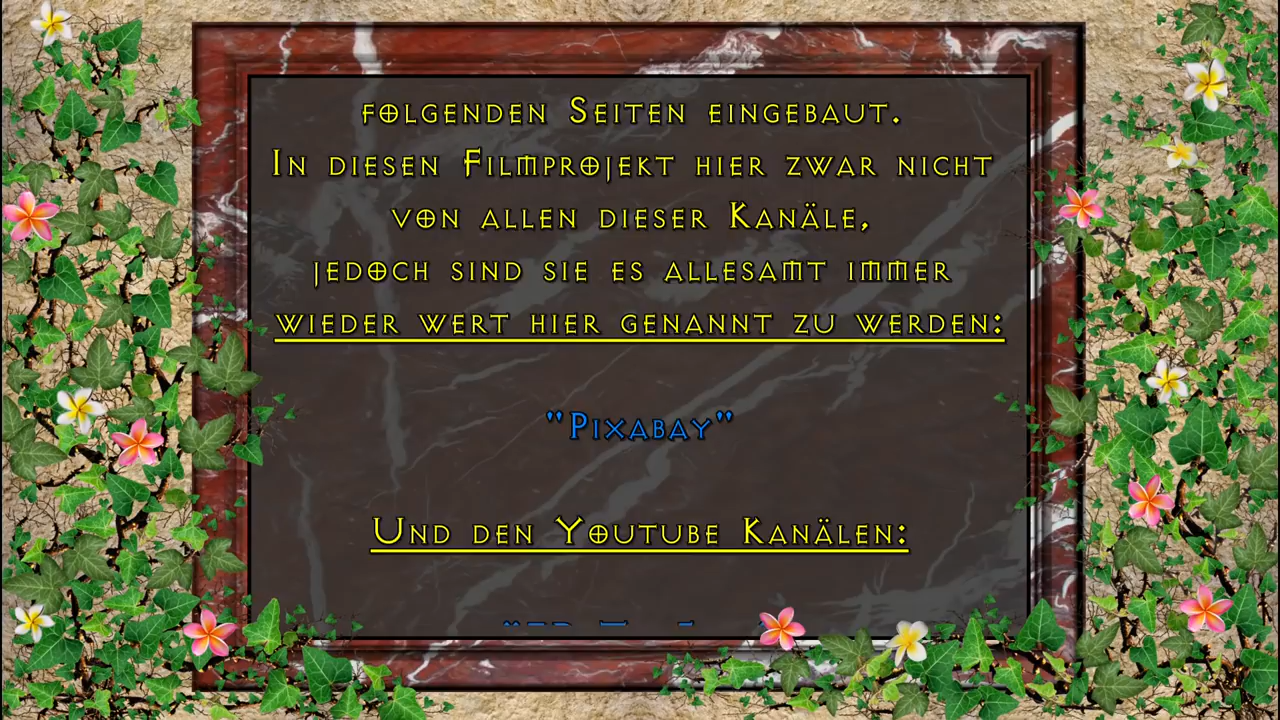 folgenden Seiten eingebaut.
In diesen Filmprojekt hier zwar nicht
von allen dieser Kanäle,
jedoch sind sie es allesamt immer
wieder wert hier genannt zu werden:
"Pixabay"
Und den Youtube Kanälen: